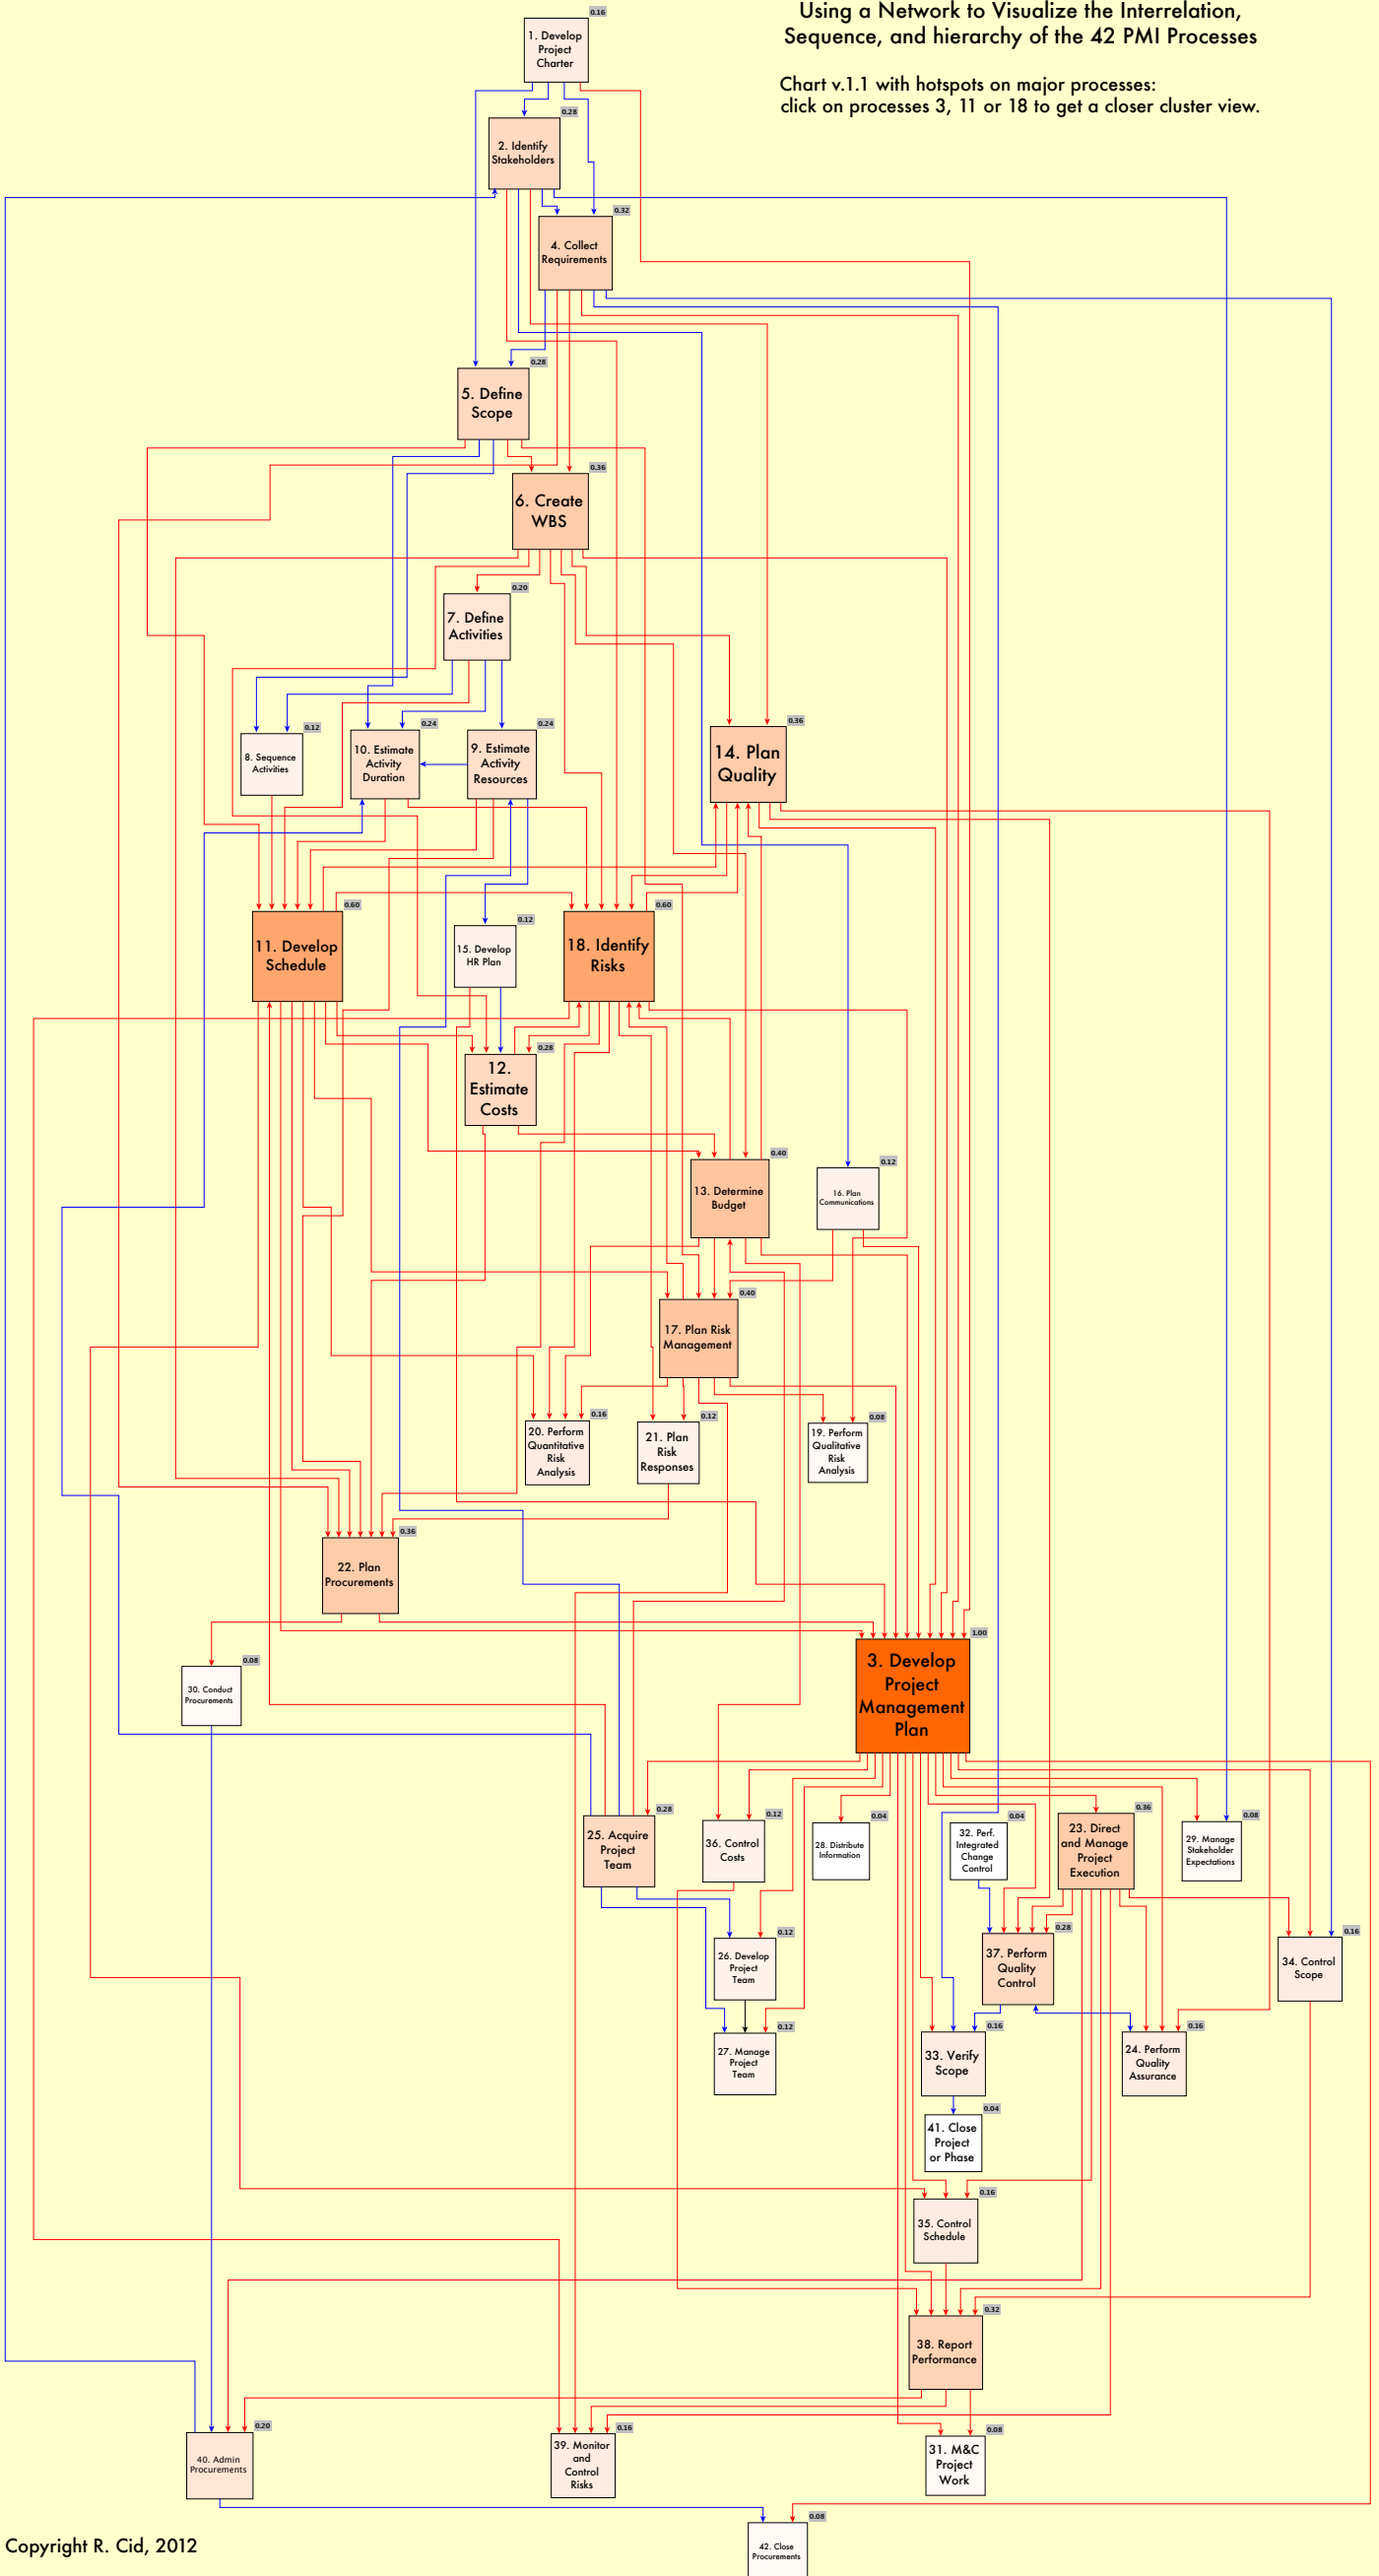 Using a Network to Visualize the Interrelation,
Sequence, and hierarchy of the 42 PMI Processes
Chart v.1.1 with hotspots on major processes:
click on processes 3, 11 or 18 to get a closer cluster view.
0.16
1. Develop
Project
Charter
0.28
2. Identify
Stakeholders
0.32
4. Collect
Requirements
0.28
5. Define
Scope
0.36
6. Create
WBS
0.20
7. Define
Activities
0.12
8. Sequence
Activities
0.24
10. Estimate
Activity
Duration
0.24
9. Estimate
Activity
Resources
0.36
14. Plan
Quality
0.60
11. Develop
Schedule
0.12
15. Develop
HR Plan
0.60
18. Identify
Risks
0.28
12.
Estimate
Costs
0.40
13. Determine
Budget
0.12
16. Plan
Communications
0.40
17. Plan Risk
Management
0.16
20. Perform
Quantitative
Risk
Analysis
0.12
21. Plan
Risk
Responses
0.08
19. Perform
Qualitative
Risk
Analysis
0.36
22. Plan
Procurements
1.00
3. Develop
Project
Management
Plan
0.08
30. Conduct
Procurements
0.28
25. Acquire
Project
Team
0.12
36. Control
Costs
0.04
28. Distribute
Information
0.04
32. Perf.
Integrated
Change
Control
0.36
23. Direct
and Manage
Project
Execution
0.08
29. Manage
Stakeholder
Expectations
0.12
26. Develop
Project
Team
0.28
37. Perform
Quality
Control
0.16
34. Control
Scope
0.12
27. Manage
Project
Team
0.16
33. Verify
Scope
0.16
24. Perform
Quality
Assurance
0.04
41. Close
Project
or Phase
0.16
35. Control
Schedule
0.32
38. Report
Performance
0.20
40. Admin
Procurements
0.16
39. Monitor
and
Control
Risks
0.08
31. M&C
Project
Work
0.08
42. Close
Procurements
Copyright R. Cid, 2012